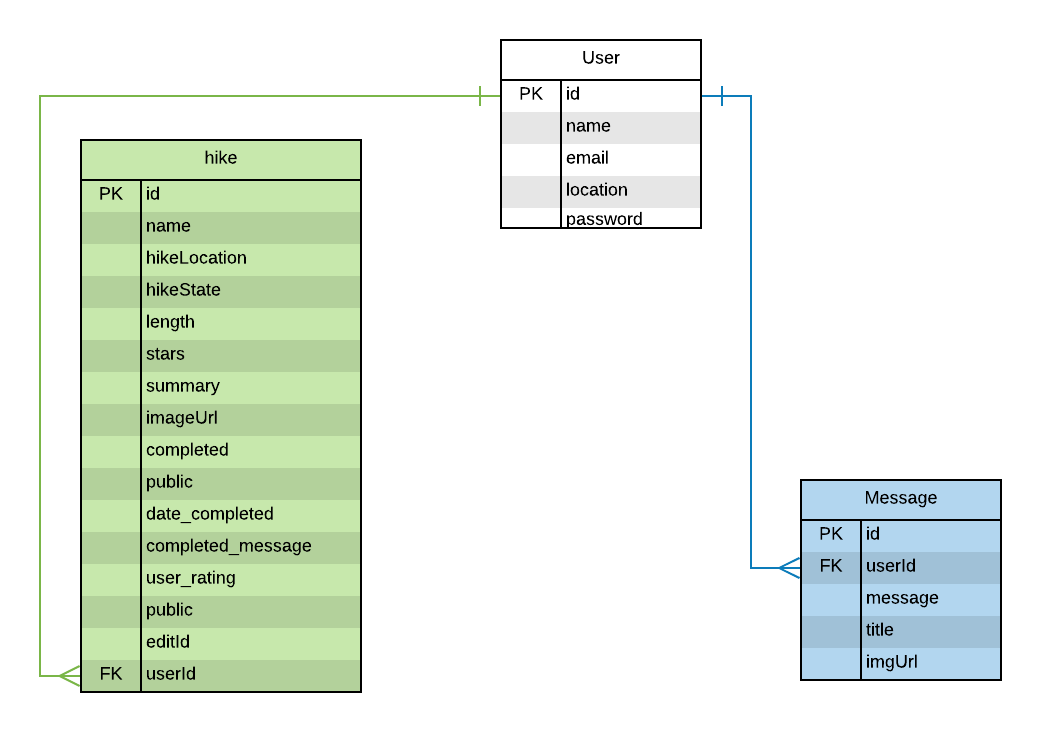 User
PK id
name
email
location
password
hike
PK id
name
hikeLocation
hikeState
length
stars
summary
imageUrl
completed
public
date_completed
completed_message
user_rating
public
editId
FK userId
Message
PK id
FK userId
message
title
imgUrl